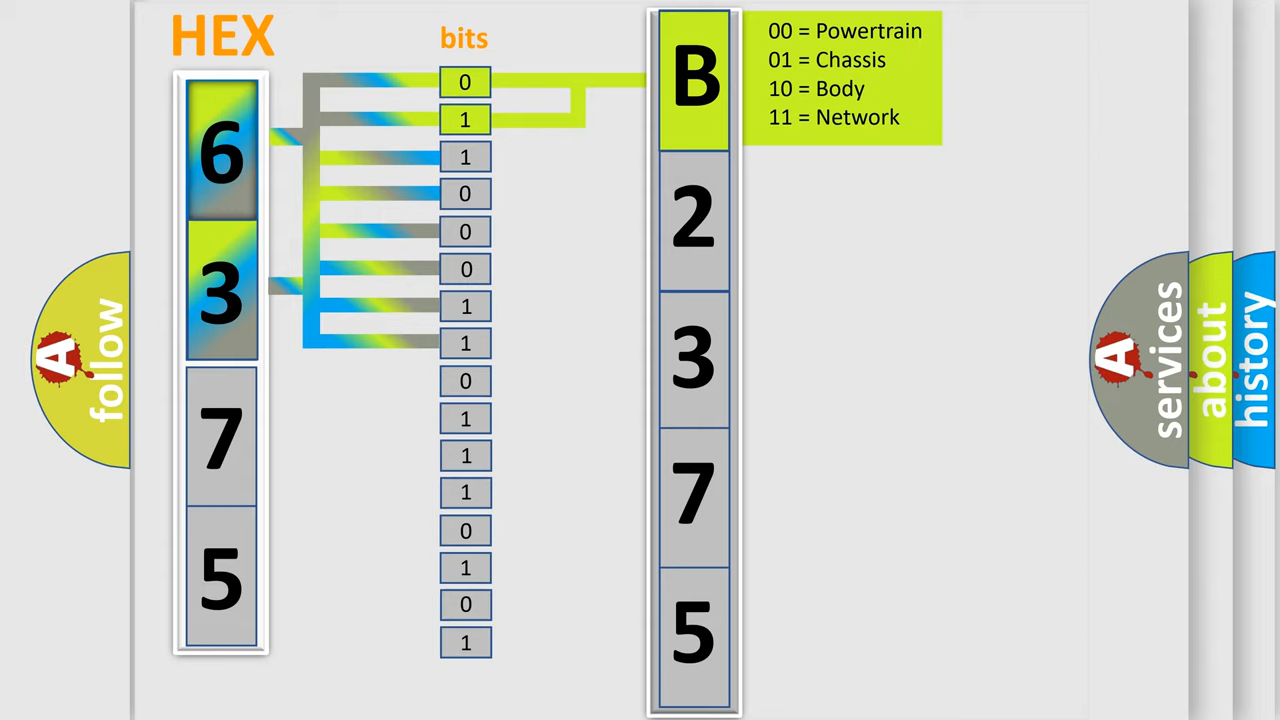 HEX
bits
6
3
7
5
0
1
1
0
0
0
1
1
0
1
1
1
0
1
0
1
B
2
3
7
5
00 = Powertrain
01 = Chassis
10 = Body
11 = Network
A follow
A services
about
history